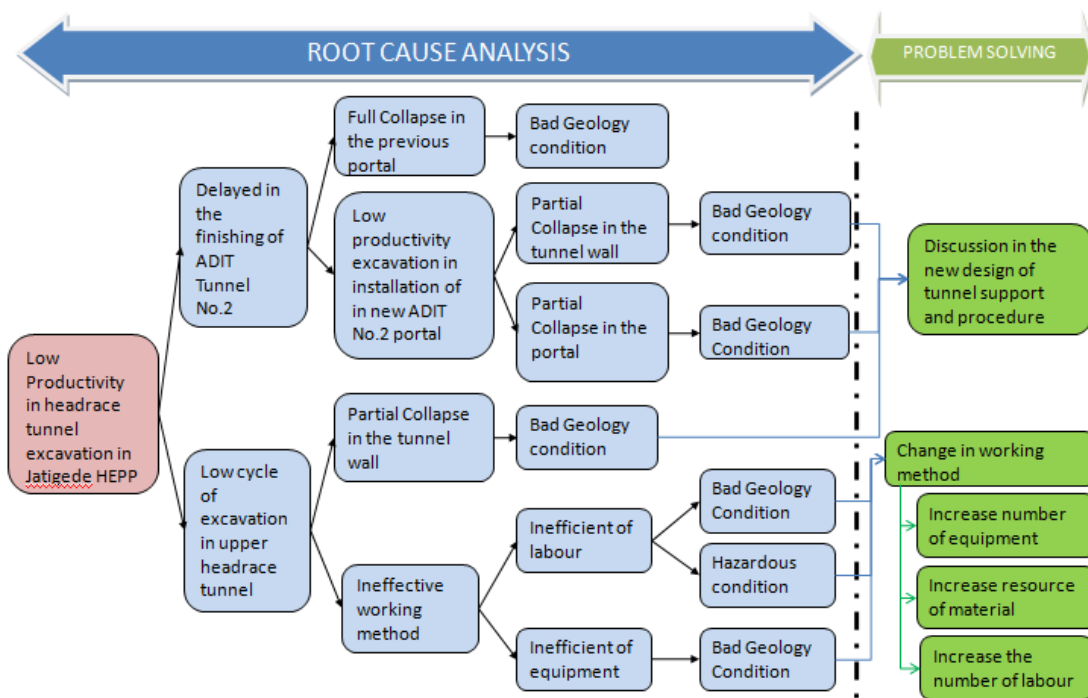 ROOT CAUSE ANALYSIS
PROBLEM SOLVING
Low
Productivity
in headrace
tunnel
excavation in
Jatigede HEPP
Delayed in
the
finishing of
ADIT
Tunnel
No.2
Full Collapse in
the previous
portal
Bad Geology
condition
Low
productivity
excavation in
installation of
in new ADIT
No.2 portal
Partial
Collapse in the
tunnel wall
Bad Geology
condition
Partial
Collapse in the
portal
Bad Geology
Condition
Low cycle of
excavation
in upper
headrace
tunnel
Partial Collapse
in the tunnel
wall
Bad Geology
condition
Ineffective
working
method
Inefficient of
labour
Bad Geology
Condition
Hazardous
condition
Inefficient of
equipment
Bad Geology
Condition
Discussion in the
new design of
tunnel support
and procedure
Change in working
method
Increase number
of equipment
Increase resource
of material
Increase the
number of labour